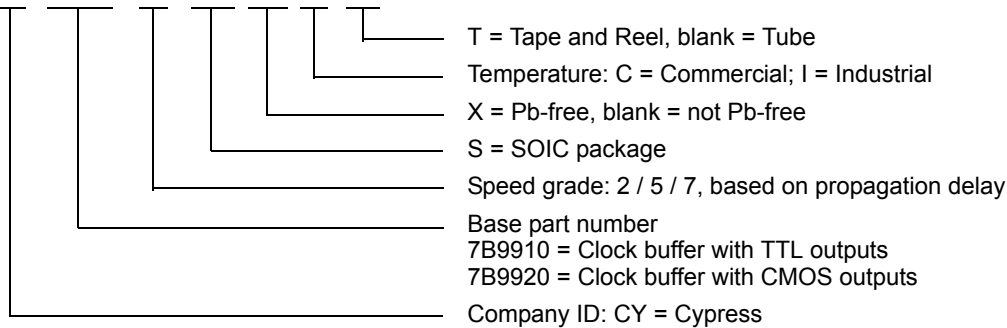 T = Tape and Reel, blank = Tube
Temperature: C = Commercial; I = Industrial
X = Pb-free, blank = not Pb-free
S = SOIC package
Speed grade: 2 / 5 / 7, based on propagation delay
Base part number
7B9910 = Clock buffer with TTL outputs
7B9920 = Clock buffer with CMOS outputs
Company ID: CY = Cypress